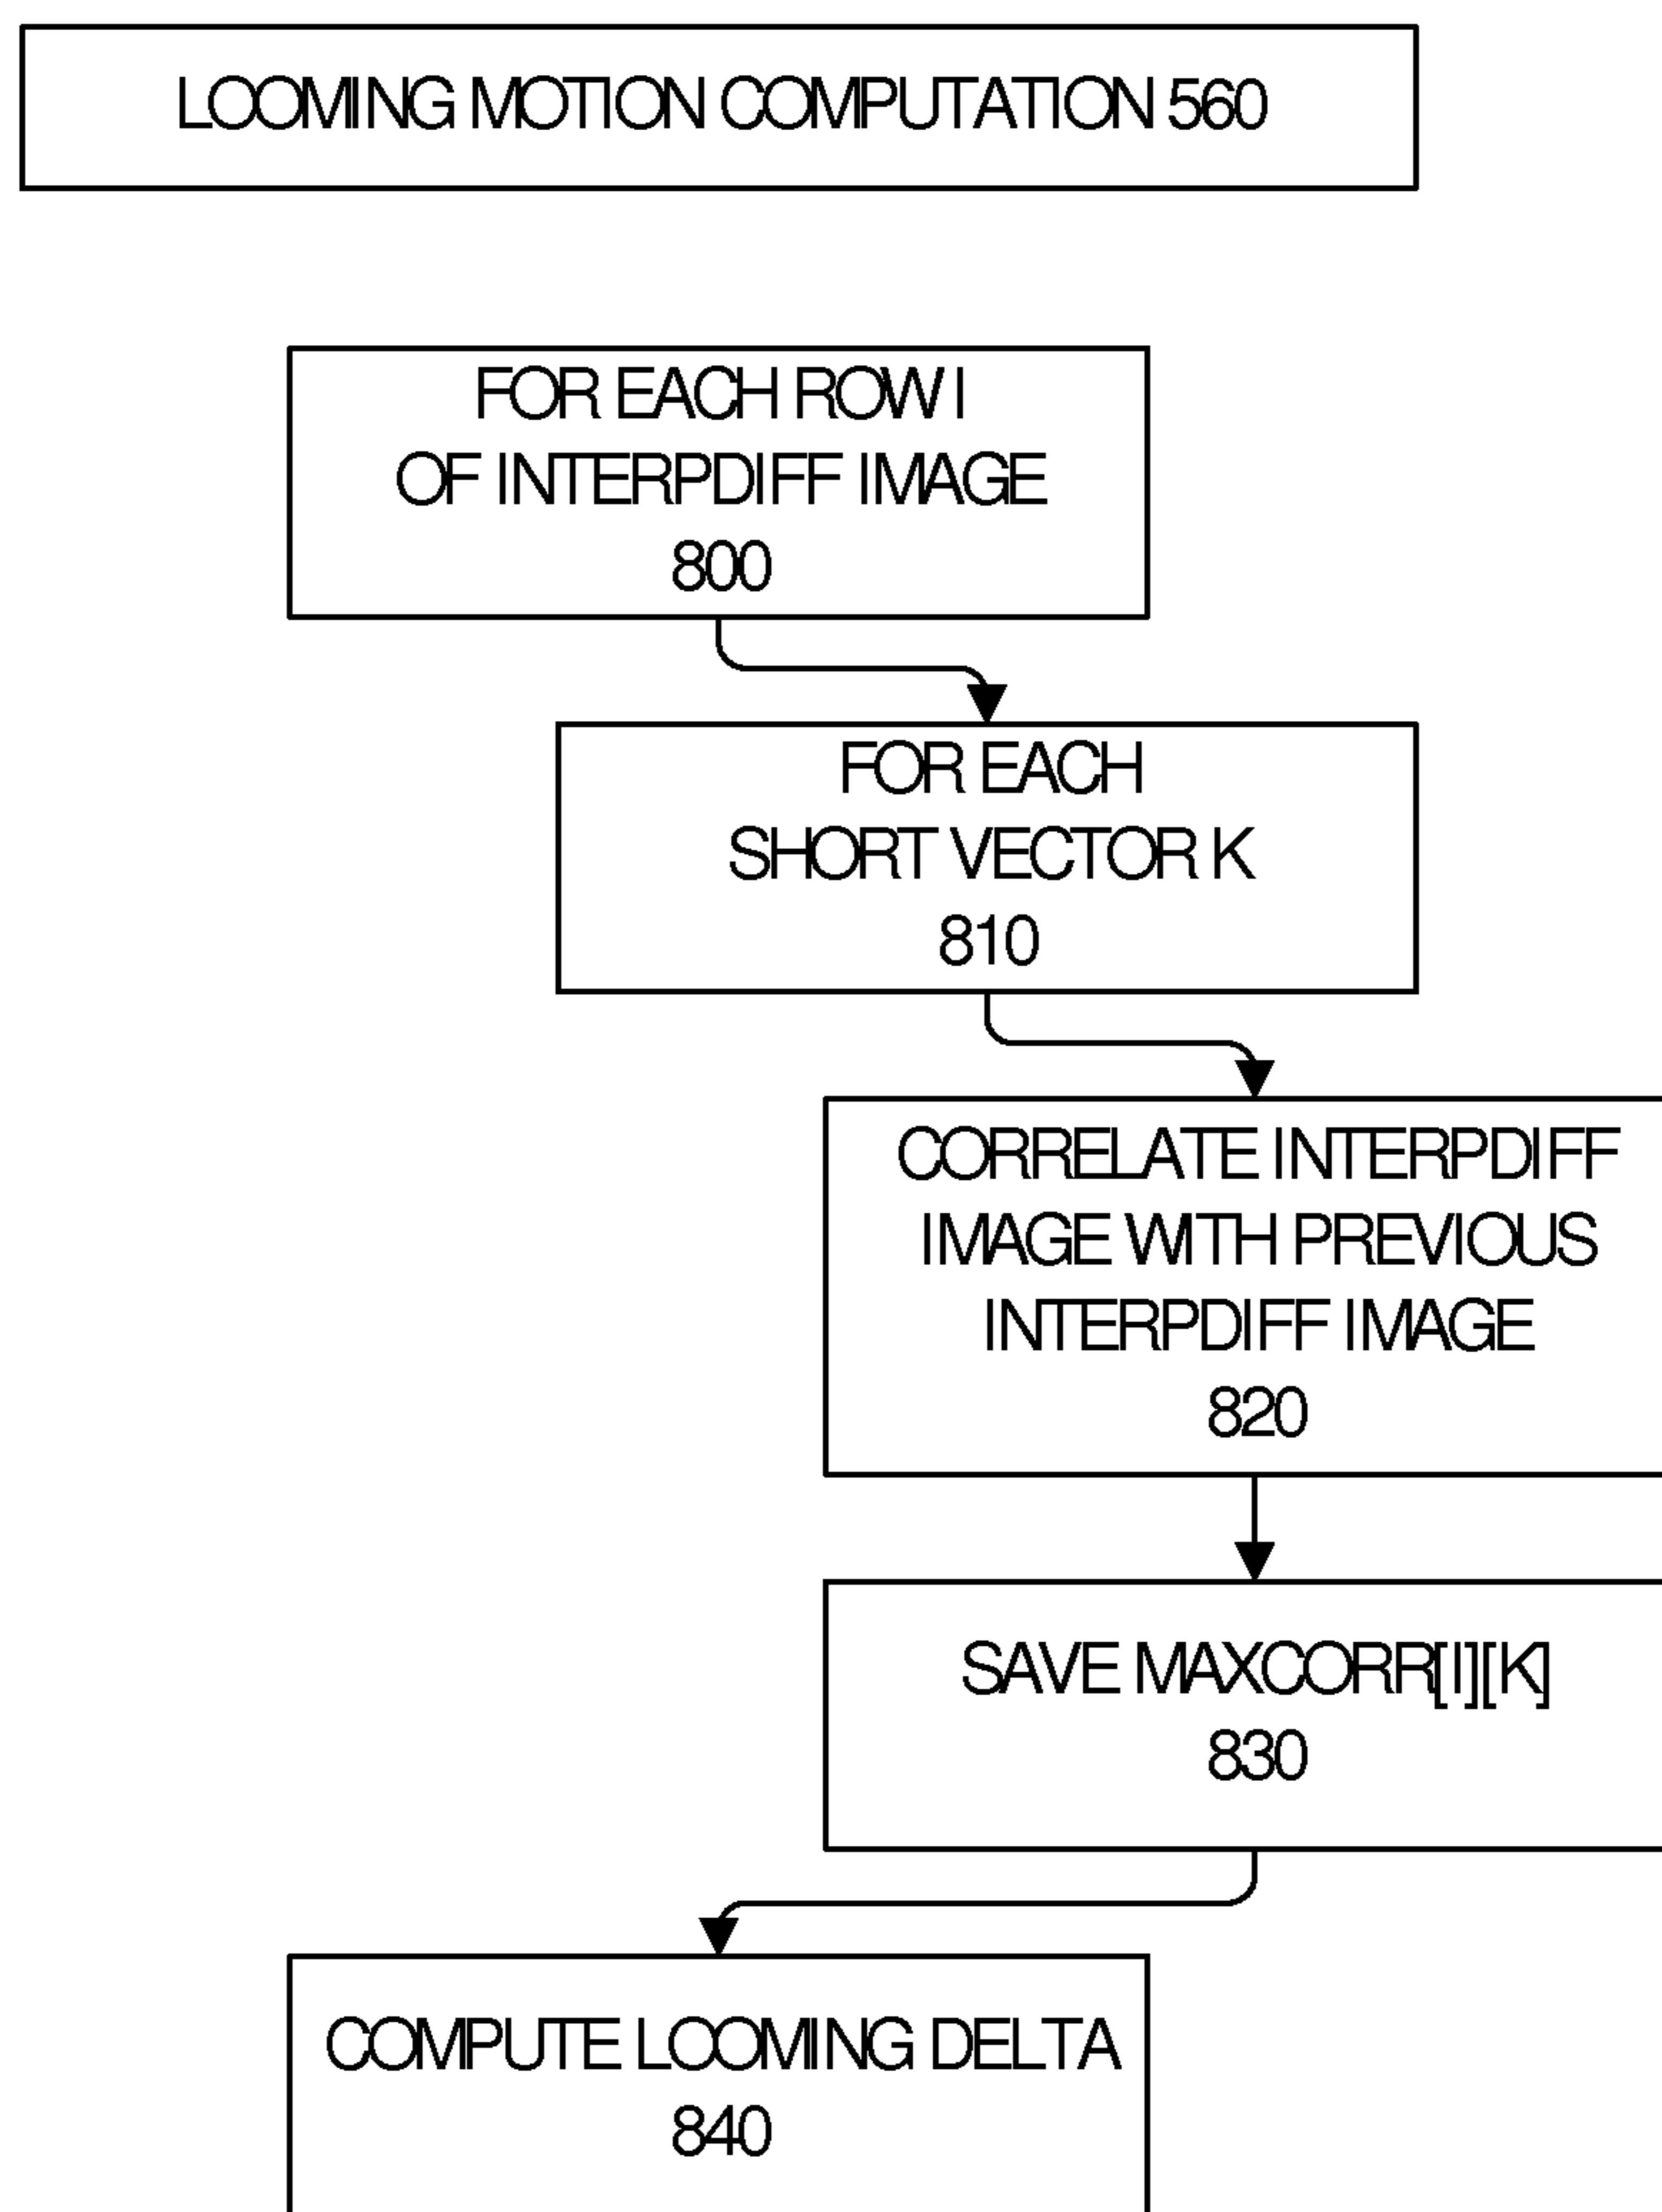 LOOMING MOTION COMPUTATION 560
FOR EACH ROW I
OF INTERPDIFF IMAGE
800
FOR EACH
SHORT VECTOR K
810
CORRELATE INTERPDIFF
IMAGE WITH PREVIOUS
INTERPDIFF IMAGE
820
SAVE MAXCORR[I][K]
830
COMPUTE LOOMING DELTA
840